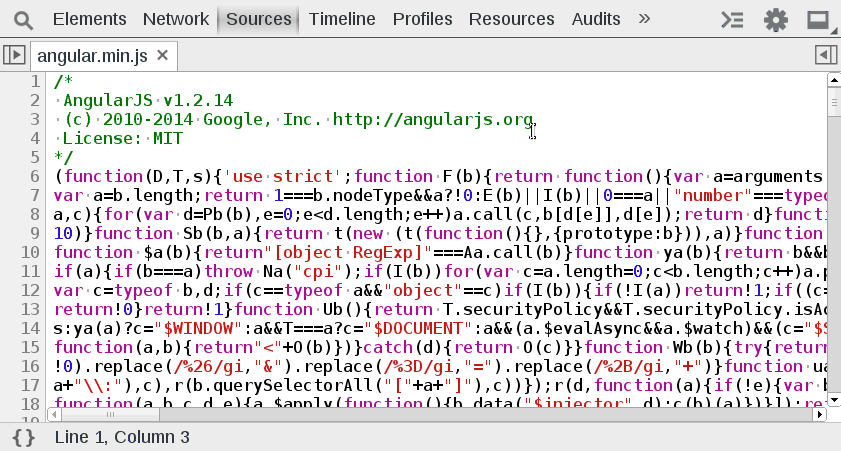 Elements Network Sources Timeline Profiles Resources Audits »
angular.min.js ×
1 /*
2 AngularJS v1.2.14
3 (c) 2010-2014 Google, Inc. http://angularjs.org
4 License: MIT
5 */
6 (function(D,T,s){'use strict';function F(b){return function(){var a=arguments
7 var a=b.length;return 1===b.nodeType&&a?!0:E(b)||I(b)||0===a||"number"===typeo
8 a,c){for(var d=Pb(b),e=0;e<d.length;e++)a.call(c,b[d[e]],d[e]);return d}functi
9 10)}function Sb(b,a){return t(new (t(function(){},{prototype:b})),a)}function
10 function $a(b){return"[object RegExp]"===Aa.call(b)}function ya(b){return b&&b
11 if(a){if(b===a)throw Na("cpi");if(I(b))for(var c=a.length=0;c<b.length;c++)a.p
12 var c=typeof b,d;if(c==typeof a&&"object"==c)if(I(b)){if(!I(a))return!1;if((c=
13 return!0}return!1}function Ub(){return T.securityPolicy&&T.securityPolicy.isAc
14 s:ya(a)?c="$WINDOW":a&&T===a?c="$DOCUMENT":a&&(a.$evalAsync&&a.$watch)&&(c="$S
15 function(a,b){return"<"+O(b)})}catch(d){return O(c)}}function Wb(b){try{return
16 !0).replace(/%26/gi,"&").replace(/%3D/gi,"=").replace(/%2B/gi,"+")}function ua
17 a+"\\:"),c),r(b.querySelectorAll("["+a+"]"),c))});r(d,function(a){if(!e){var b
18 function(a,b,c,d,e){a.$apply(function(){b.data("$injector",d);c(b)(a)})}]);ret
19
{} Line 1, Column 3